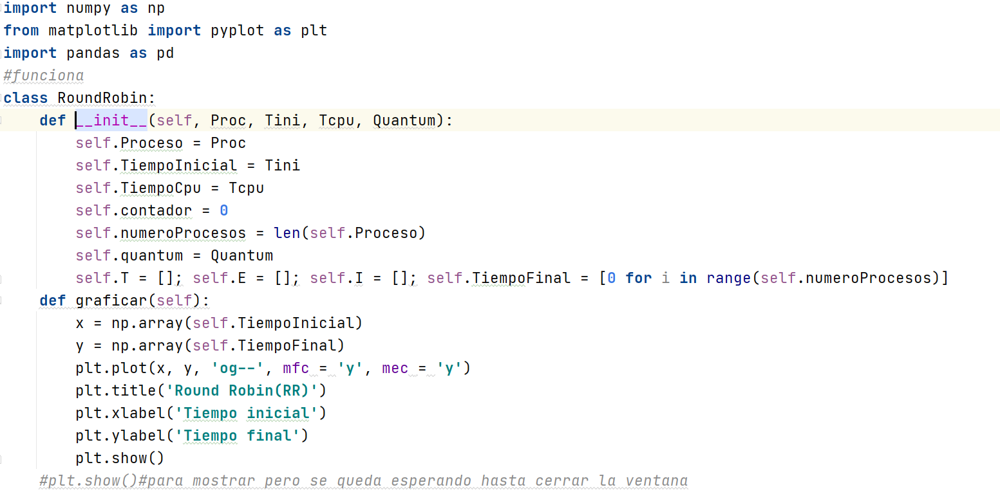 import numpy as np
from matplotlib import pyplot as plt
import pandas as pd
#funciona
class RoundRobin:
    def __init__(self, Proc, Tini, Tcpu, Quantum):
        self.Proceso = Proc
        self.TiempoInicial = Tini
        self.TiempoCpu = Tcpu
        self.contador = 0
        self.numeroProcesos = len(self.Proceso)
        self.quantum = Quantum
        self.T = []; self.E = []; self.I = []; self.TiempoFinal = [0 for i in range(self.numeroProcesos)]
    def graficar(self):
        x = np.array(self.TiempoInicial)
        y = np.array(self.TiempoFinal)
        plt.plot(x, y, 'og--', mfc = 'y', mec = 'y')
        plt.title('Round Robin(RR)')
        plt.xlabel('Tiempo inicial')
        plt.ylabel('Tiempo final')
        plt.show()
    #plt.show()#para mostrar pero se queda esperando hasta cerrar la ventana